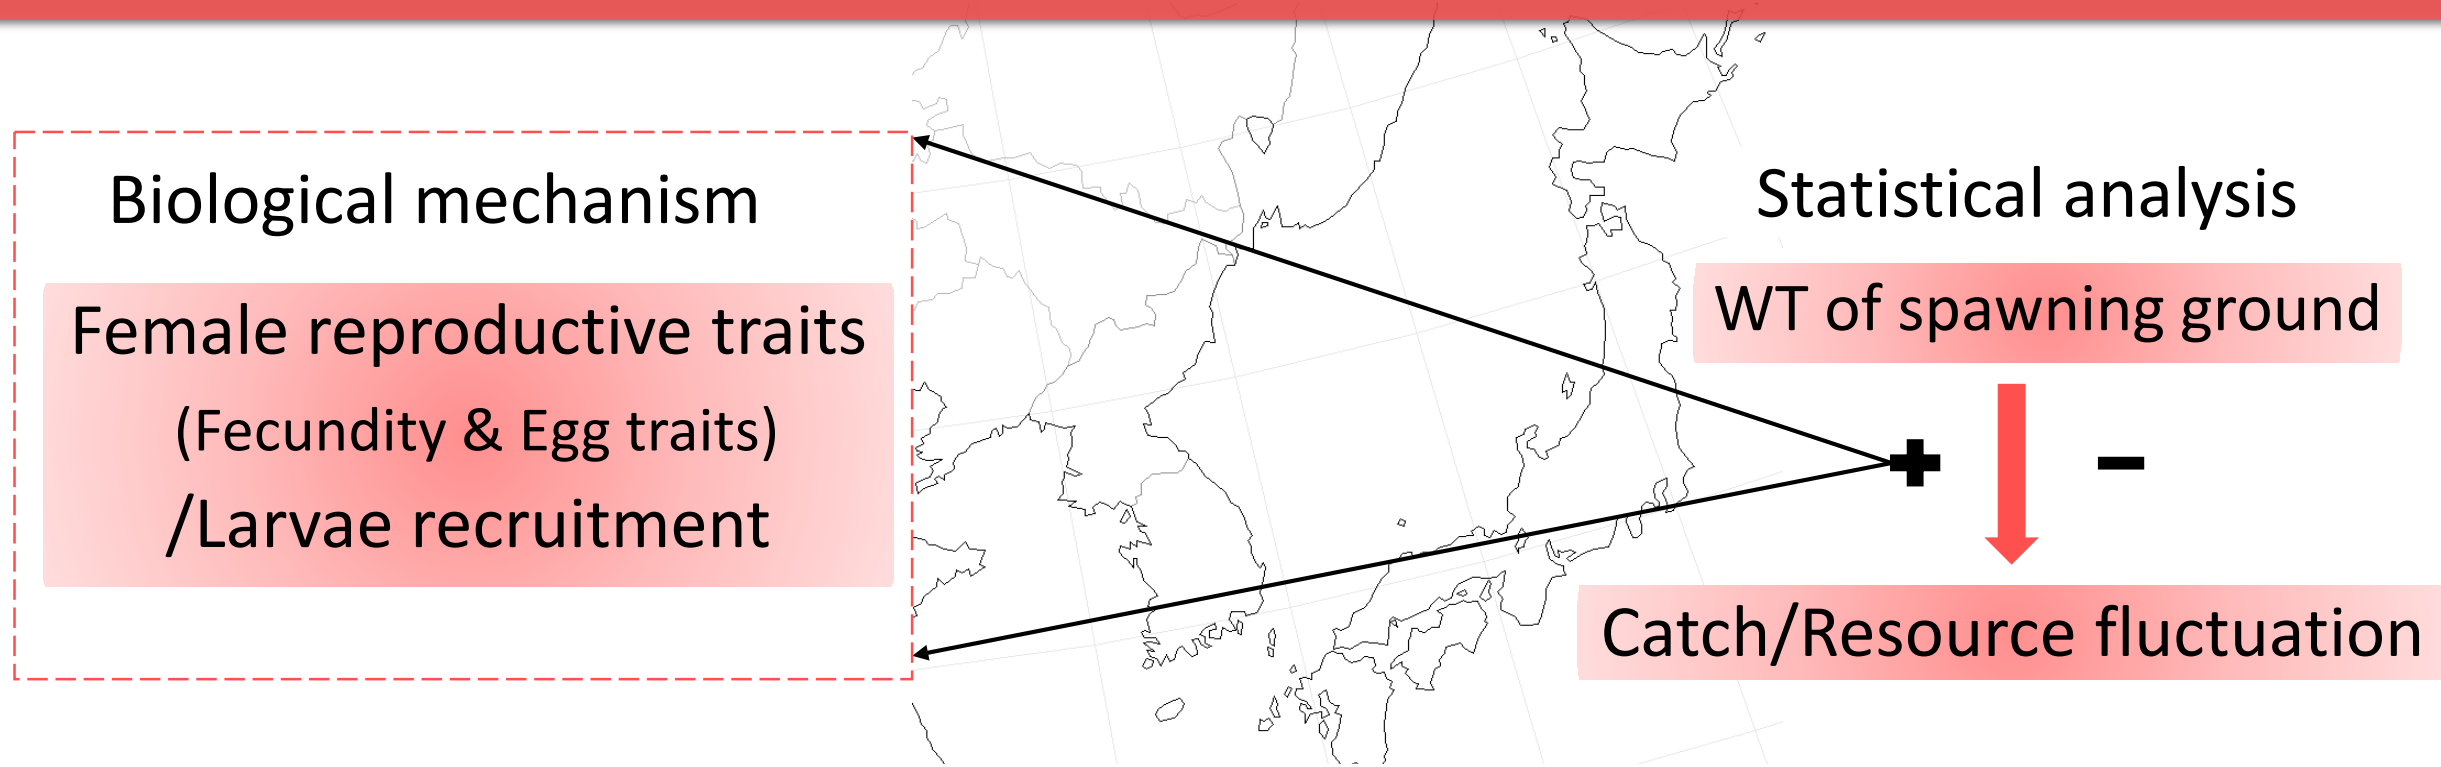 Biological mechanism
Female reproductive traits
(Fecundity & Egg traits)
/Larvae recruitment
Statistical analysis
WT of spawning ground
+ −
Catch/Resource fluctuation